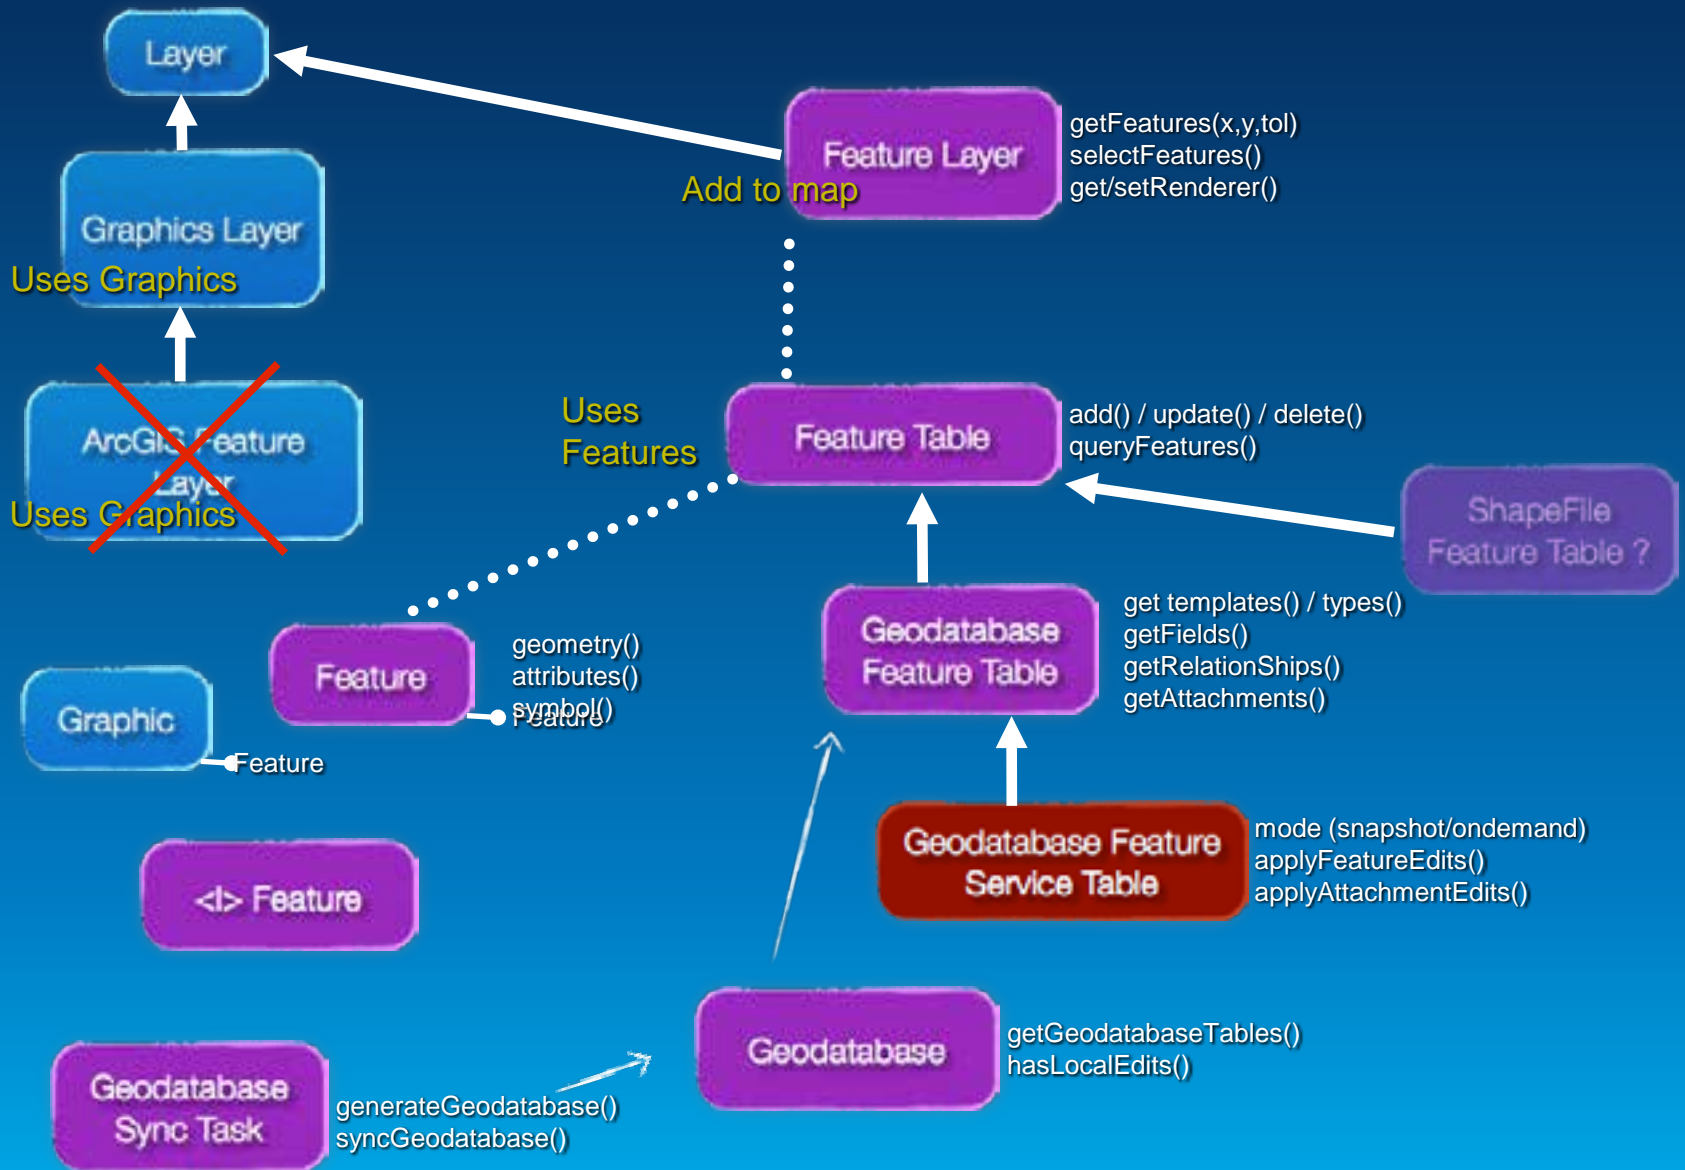 Layer
Feature Layer
getFeatures(x,y,tol)
selectFeatures()
get/setRenderer()
Add to map
Graphics Layer
Uses Graphics
ArcGIS Feature
Layer
Uses Graphics
Uses
Features
Feature Table
add() / update() / delete()
queryFeatures()
ShapeFile
Feature Table ?
Geodatabase
Feature Table
get templates() / types()
getFields()
getRelationShips()
getAttachments()
Feature
geometry()
attributes()
symbol()
Feature
Graphic
Feature
<I> Feature
Geodatabase Feature
Service Table
mode (snapshot/ondemand)
applyFeatureEdits()
applyAttachmentEdits()
Geodatabase
getGeodatabaseTables()
hasLocalEdits()
Geodatabase
Sync Task
generateGeodatabase()
syncGeodatabase()